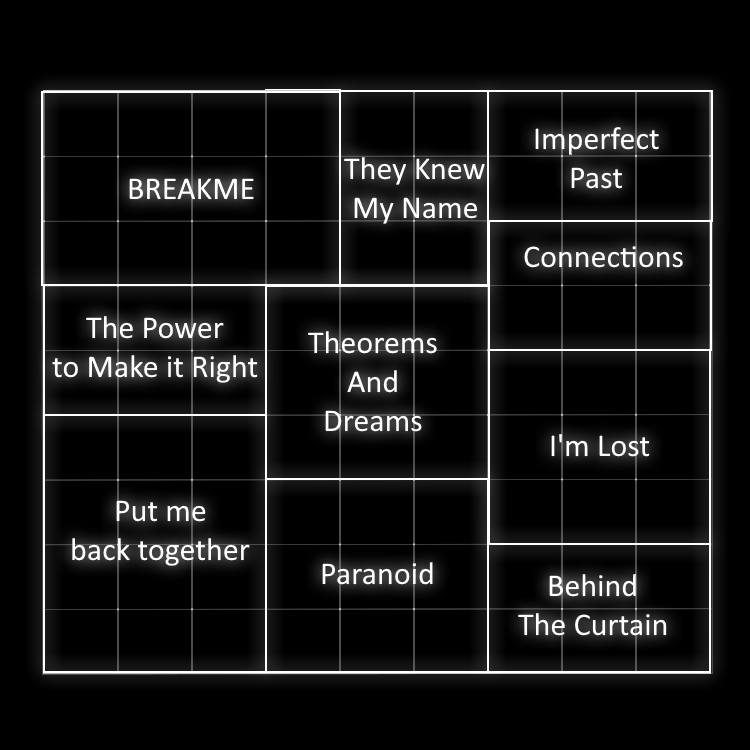 BREAKME
They Knew
My Name
Imperfect
Past
Connections
The Power
to Make it Right
Theorems
And
Dreams
I'm Lost
Put me
back together
Paranoid
Behind
The Curtain